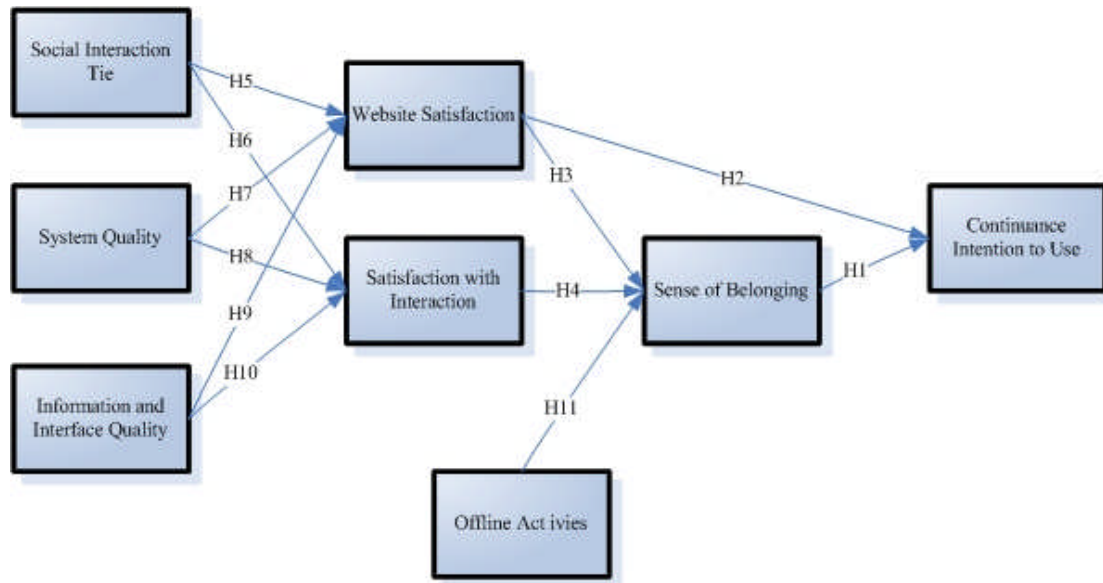 Social Interaction
Tie
H5
Website Satisfaction
H6
H3
H2
H7
System Quality
H8
Continuance
Intention to Use
Satisfaction with
Interaction
H4
Sense of Belonging
H1
H9
H10
Information and
Interface Quality
H11
Offline Act ivies